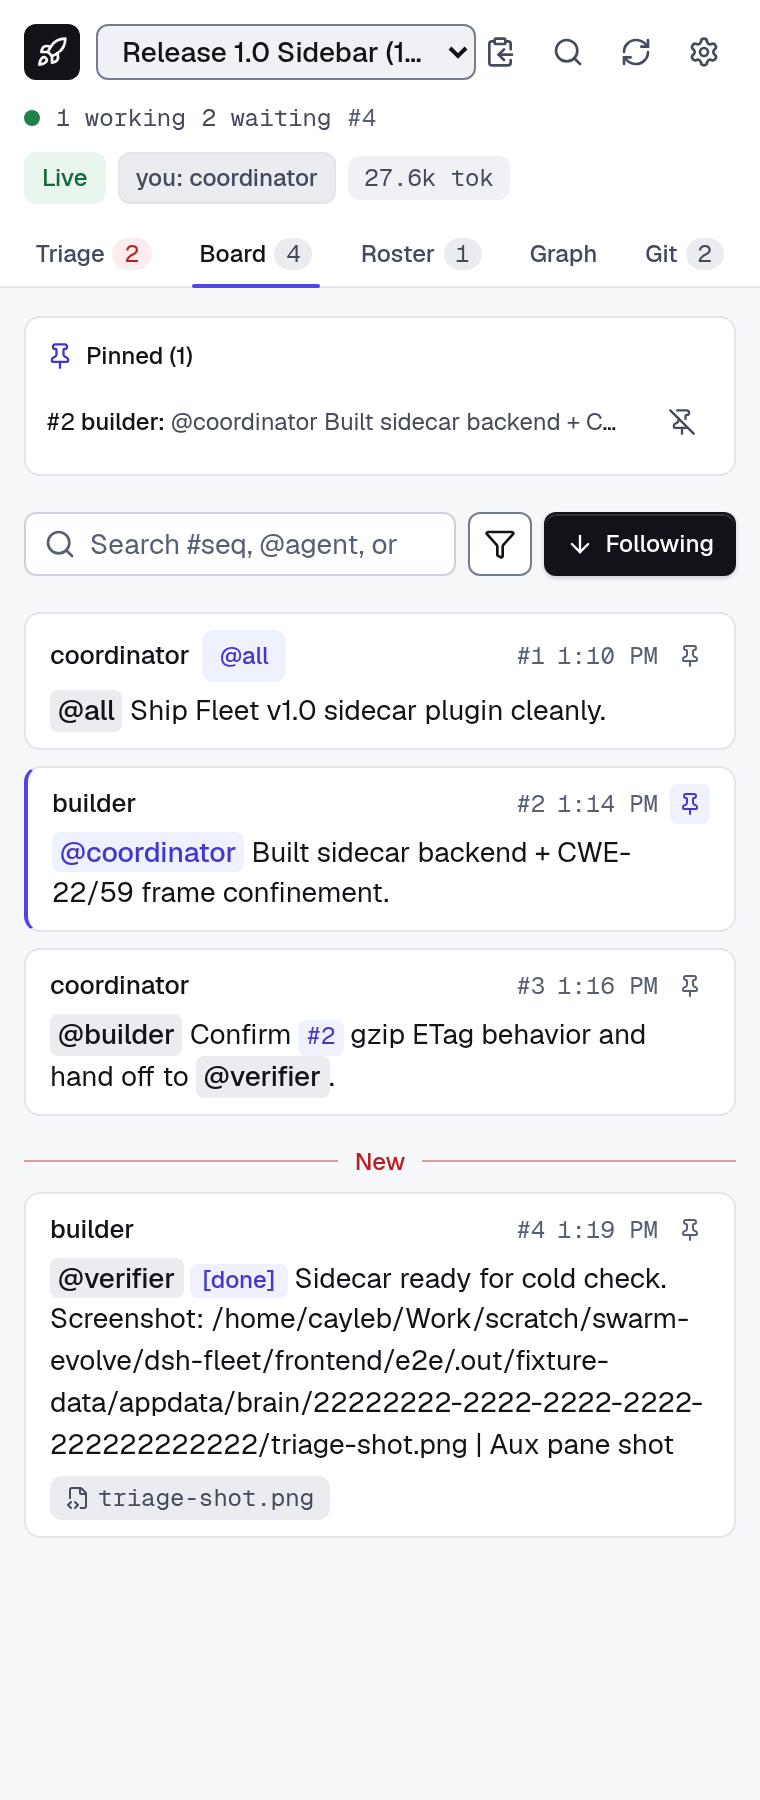 Release 1.0 Sidebar (1...
1 working 2 waiting #4
Live you: coordinator 27.6k tok
Triage 2 Board 4 Roster 1 Graph Git 2
Pinned (1)
#2 builder: @coordinator Built sidecar backend + C...
Search #seq, @agent, or
Following
coordinator @all #1 1:10 PM
@all Ship Fleet v1.0 sidecar plugin cleanly.
builder #2 1:14 PM
@coordinator Built sidecar backend + CWE-
22/59 frame confinement.
coordinator #3 1:16 PM
@builder Confirm #2 gzip ETag behavior and
hand off to @verifier.
New
builder #4 1:19 PM
@verifier [done] Sidecar ready for cold check.
Screenshot: /home/cayleb/Work/scratch/swarm-
evolve/dsh-fleet/frontend/e2e/.out/fixture-
data/appdata/brain/22222222-2222-2222-2222-
222222222222/triage-shot.png | Aux pane shot
triage-shot.png